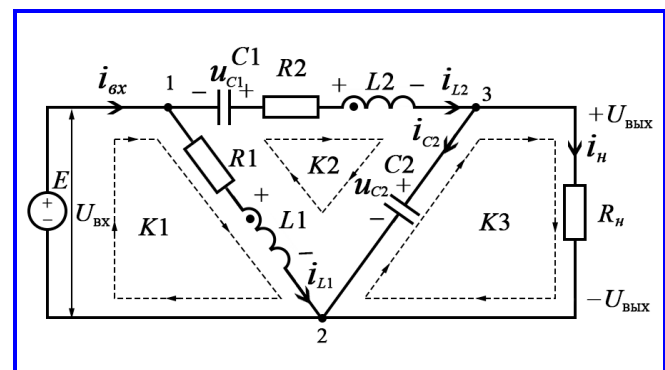 i вх
1
− u C1 +
C1
R2
+ L2 −
i L2
3
+U вых
i C2
i н
R1
K2
C2
u C2 +
−
E
+
−
U вх
K1
+
L1
−
i L1
K3
R н
−U вых
2